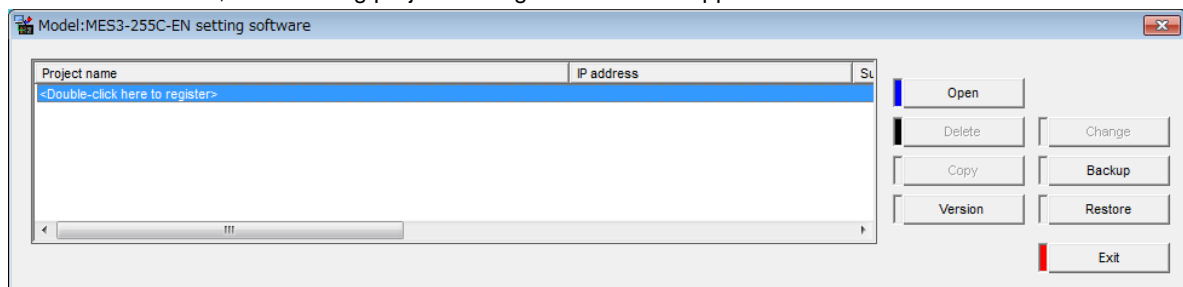 Model:MES3-255C-EN setting software
Project name IP address Su
<Double-click here to register>
Open
Delete Change
Copy Backup
Version Restore
Exit